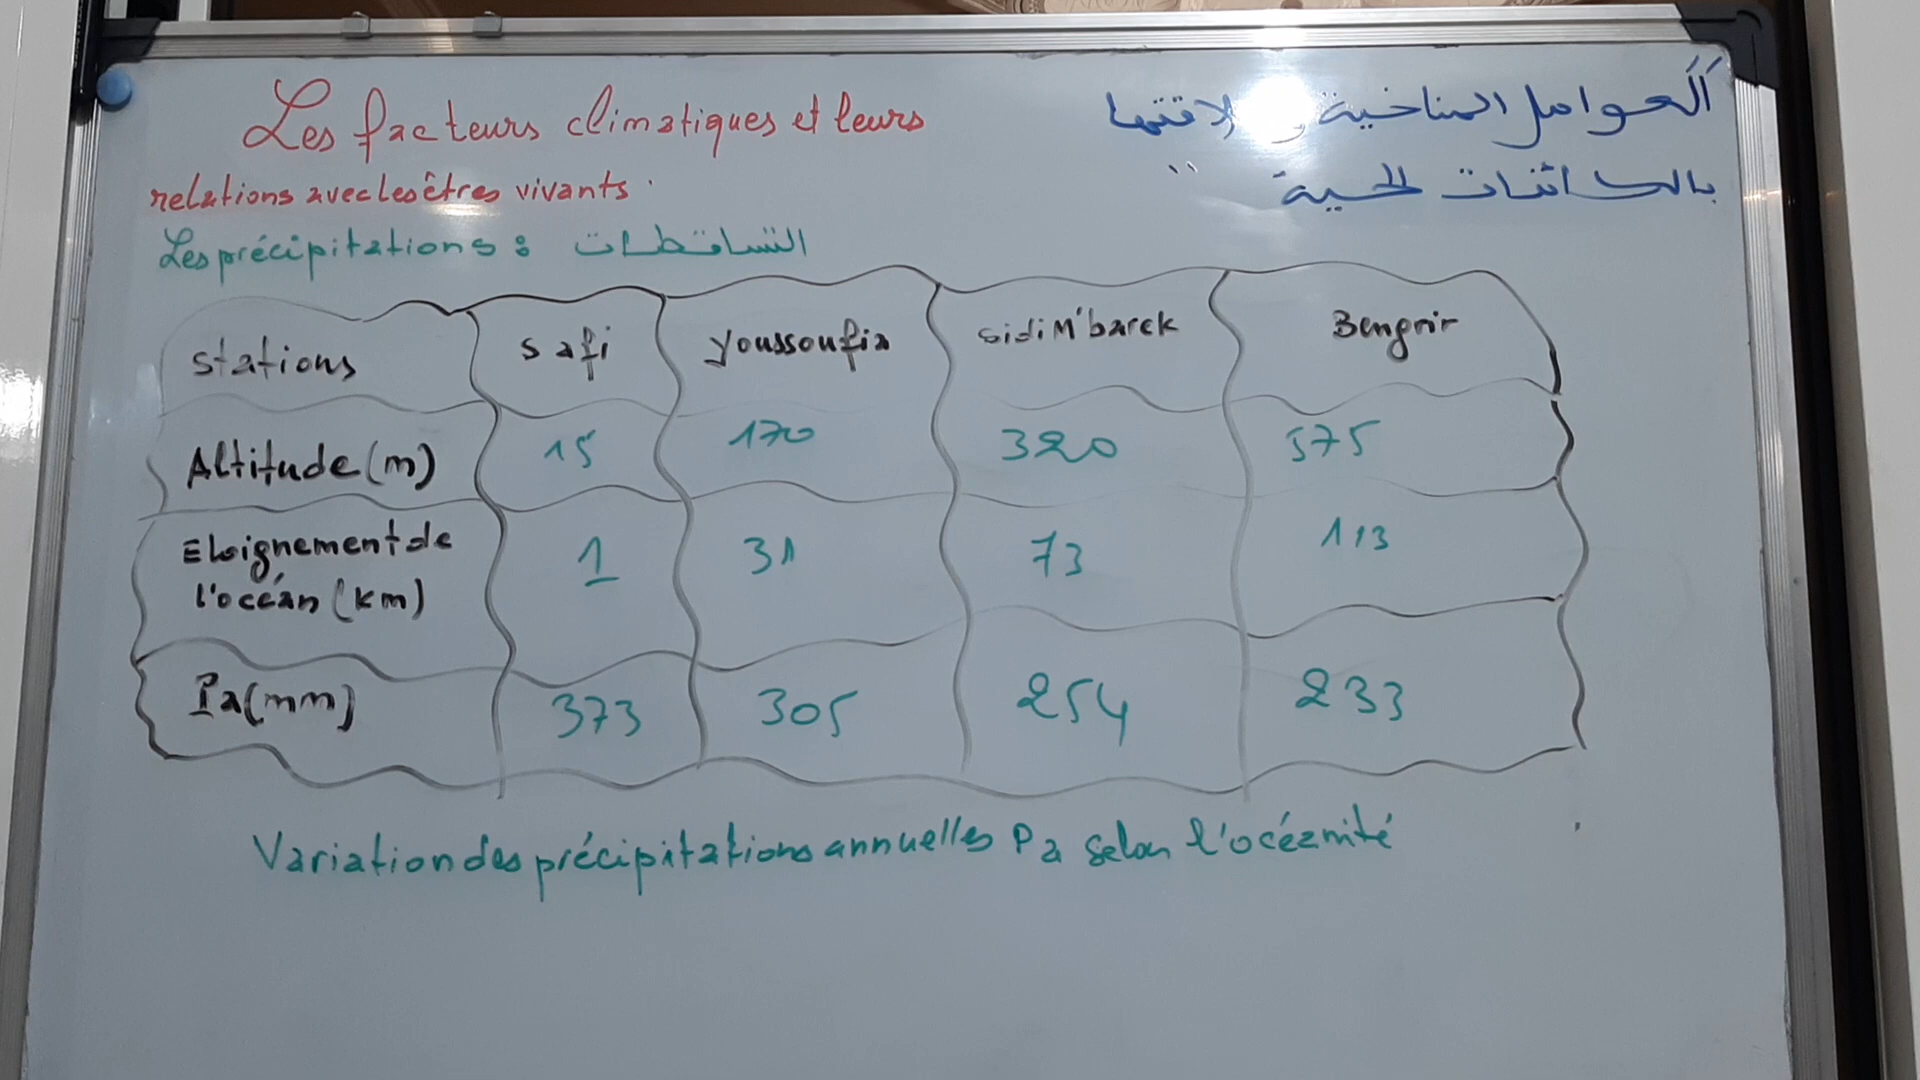 Les facteurs climatiques et leurs
relations avec les êtres vivants.
اَلْعوامل المناخية و لاقتها
بالكائنات الحية "
Les précipitations : التساقطات
Stations Safi youssoufia sidi M'barek Bengrir
Altitude (m) 15 170 320 575
Eloignement de l'océan (km) 1 31 73 113
Pa (mm) 373 305 254 233
Variation des précipitations annuelles Pa selon l'océanité